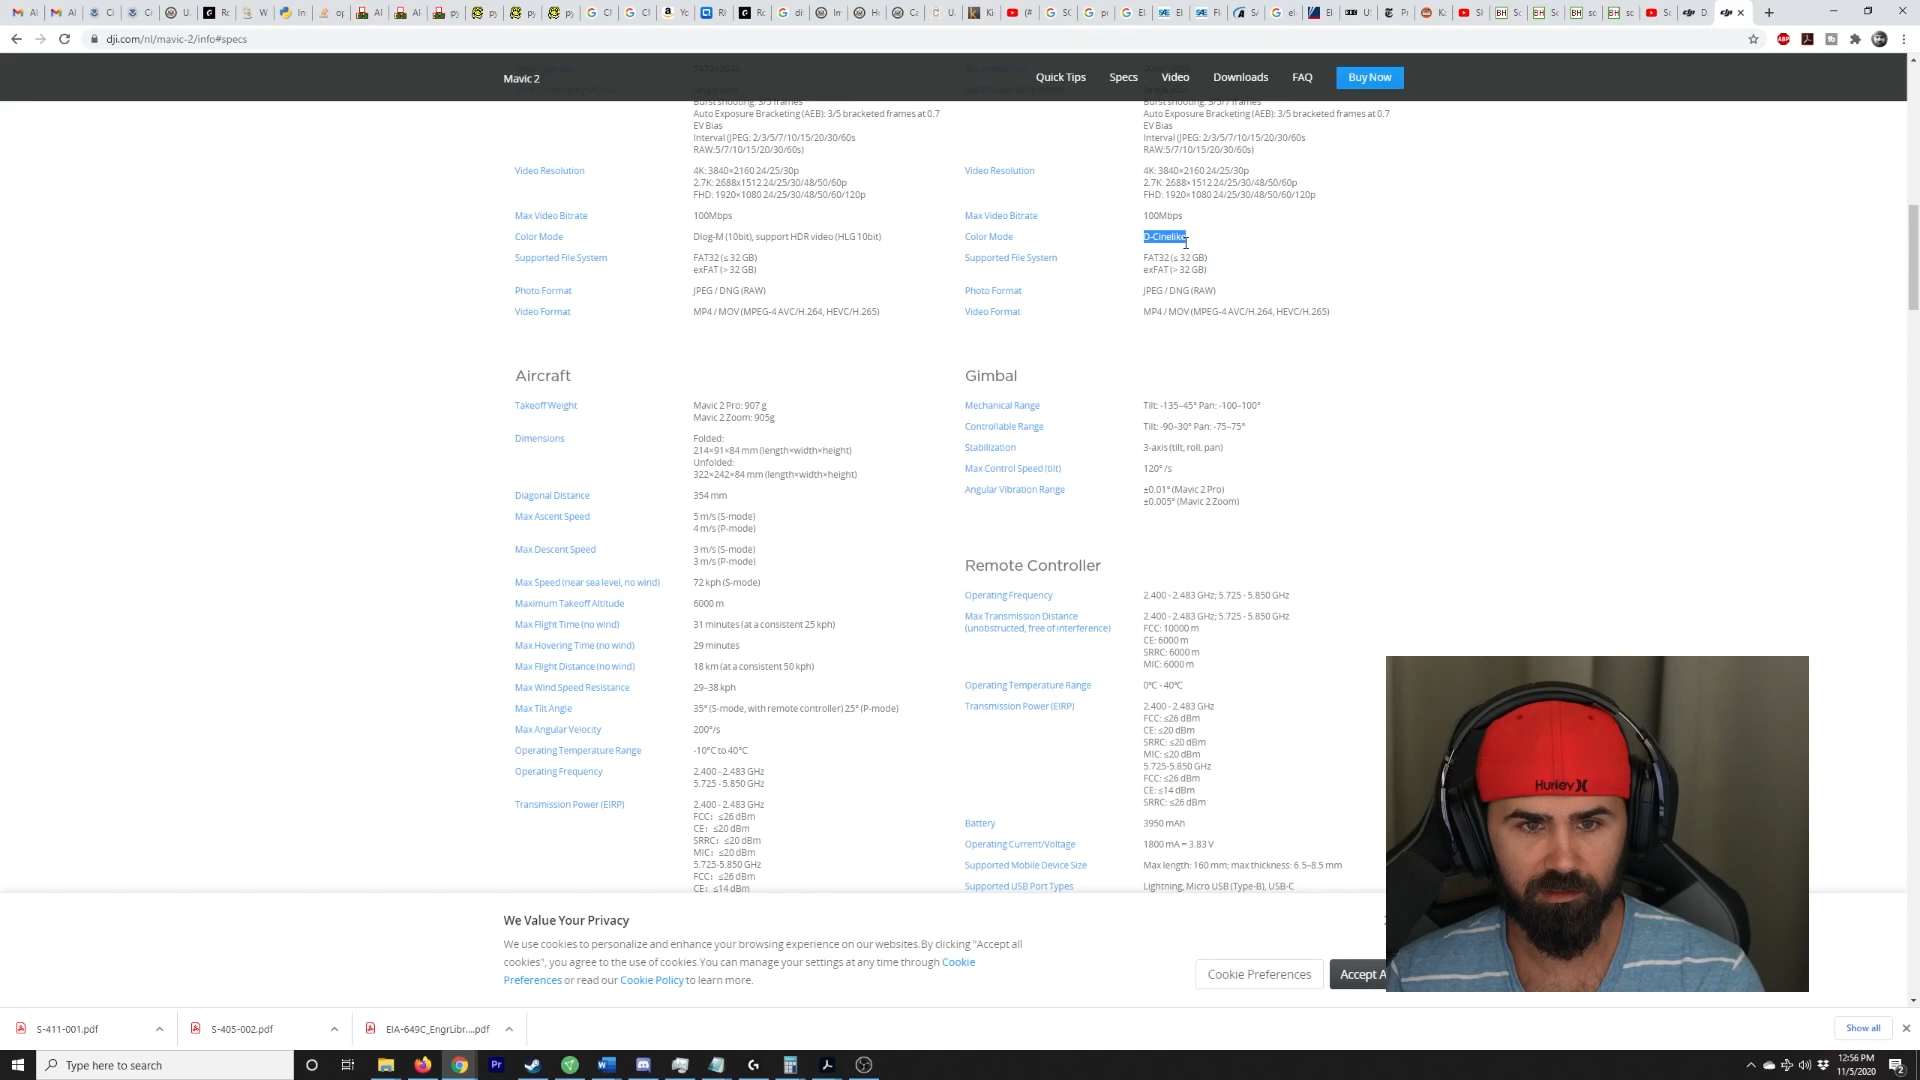 dji.com/nl/mavic-2/info#specs
Mavic 2
Quick Tips
Specs
Video
Downloads
FAQ
Buy Now
Burst shooting: 3/5 frames
Auto Exposure Bracketing (AEB): 3/5 bracketed frames at 0.7
EV Bias
Interval (JPEG: 2/3/5/7/10/15/20/30/60s
RAW:5/7/10/15/20/30/60s)
Video Resolution
4K: 3840×2160 24/25/30p
2.7K: 2688x1512 24/25/30/48/50/60p
FHD: 1920×1080 24/25/30/48/50/60/120p
Max Video Bitrate
100Mbps
Color Mode
Dlog-M (10bit), support HDR video (HLG 10bit)
Supported File System
FAT32 (≤ 32 GB)
exFAT (> 32 GB)
Photo Format
JPEG / DNG (RAW)
Video Format
MP4 / MOV (MPEG-4 AVC/H.264, HEVC/H.265)
Burst shooting: 3/5/7 frames
Auto Exposure Bracketing (AEB): 3/5 bracketed frames at 0.7
EV Bias
Interval (JPEG: 2/3/5/7/10/15/20/30/60s
RAW:5/7/10/15/20/30/60s)
Video Resolution
4K: 3840×2160 24/25/30p
2.7K: 2688×1512 24/25/30/48/50/60p
FHD: 1920×1080 24/25/30/48/50/60/120p
Max Video Bitrate
100Mbps
Color Mode
D-Cinelike
Supported File System
FAT32 (≤ 32 GB)
exFAT (> 32 GB)
Photo Format
JPEG / DNG (RAW)
Video Format
MP4 / MOV (MPEG-4 AVC/H.264, HEVC/H.265)
Aircraft
Takeoff Weight
Mavic 2 Pro: 907 g
Mavic 2 Zoom: 905g
Dimensions
Folded:
214×91×84 mm (length×width×height)
Unfolded:
322×242×84 mm (length×width×height)
Diagonal Distance
354 mm
Max Ascent Speed
5 m/s (S-mode)
4 m/s (P-mode)
Max Descent Speed
3 m/s (S-mode)
3 m/s (P-mode)
Max Speed (near sea level, no wind)
72 kph (S-mode)
Maximum Takeoff Altitude
6000 m
Max Flight Time (no wind)
31 minutes (at a consistent 25 kph)
Max Hovering Time (no wind)
29 minutes
Max Flight Distance (no wind)
18 km (at a consistent 50 kph)
Max Wind Speed Resistance
29–38 kph
Max Tilt Angle
35° (S-mode, with remote controller) 25° (P-mode)
Max Angular Velocity
200°/s
Operating Temperature Range
-10°C to 40°C
Operating Frequency
2.400 - 2.483 GHz
5.725 - 5.850 GHz
Transmission Power (EIRP)
2.400 - 2.483 GHz
FCC：≤26 dBm
CE：≤20 dBm
SRRC：≤20 dBm
MIC：≤20 dBm
5.725-5.850 GHz
FCC：≤26 dBm
CE：≤14 dBm
Gimbal
Mechanical Range
Tilt: -135–45° Pan: -100–100°
Controllable Range
Tilt: -90–30° Pan: -75–75°
Stabilization
3-axis (tilt, roll, pan)
Max Control Speed (tilt)
120° /s
Angular Vibration Range
±0.01° (Mavic 2 Pro)
±0.005° (Mavic 2 Zoom)
Remote Controller
Operating Frequency
2.400 - 2.483 GHz; 5.725 - 5.850 GHz
Max Transmission Distance
(unobstructed, free of interference)
2.400 - 2.483 GHz; 5.725 - 5.850 GHz
FCC: 10000 m
CE: 6000 m
SRRC: 6000 m
MIC: 6000 m
Operating Temperature Range
0°C - 40°C
Transmission Power (EIRP)
2.400 - 2.483 GHz
FCC: ≤26 dBm
CE: ≤20 dBm
SRRC: ≤20 dBm
MIC: ≤20 dBm
5.725-5.850 GHz
FCC: ≤26 dBm
CE: ≤14 dBm
SRRC: ≤26 dBm
Battery
3950 mAh
Operating Current/Voltage
1800 mA ⎓ 3.83 V
Supported Mobile Device Size
Max length: 160 mm; max thickness: 6.5–8.5 mm
Supported USB Port Types
Lightning, Micro USB (Type-B), USB-C
Hurley
We Value Your Privacy
We use cookies to personalize and enhance your browsing experience on our websites.By clicking "Accept all
cookies", you agree to the use of cookies.You can manage your settings at any time through Cookie
Preferences or read our Cookie Policy to learn more.
Cookie Preferences
Accept A
S-411-001.pdf
S-405-002.pdf
EIA-649C_EngrLibr....pdf
Show all
Type here to search
12:56 PM
11/5/2020